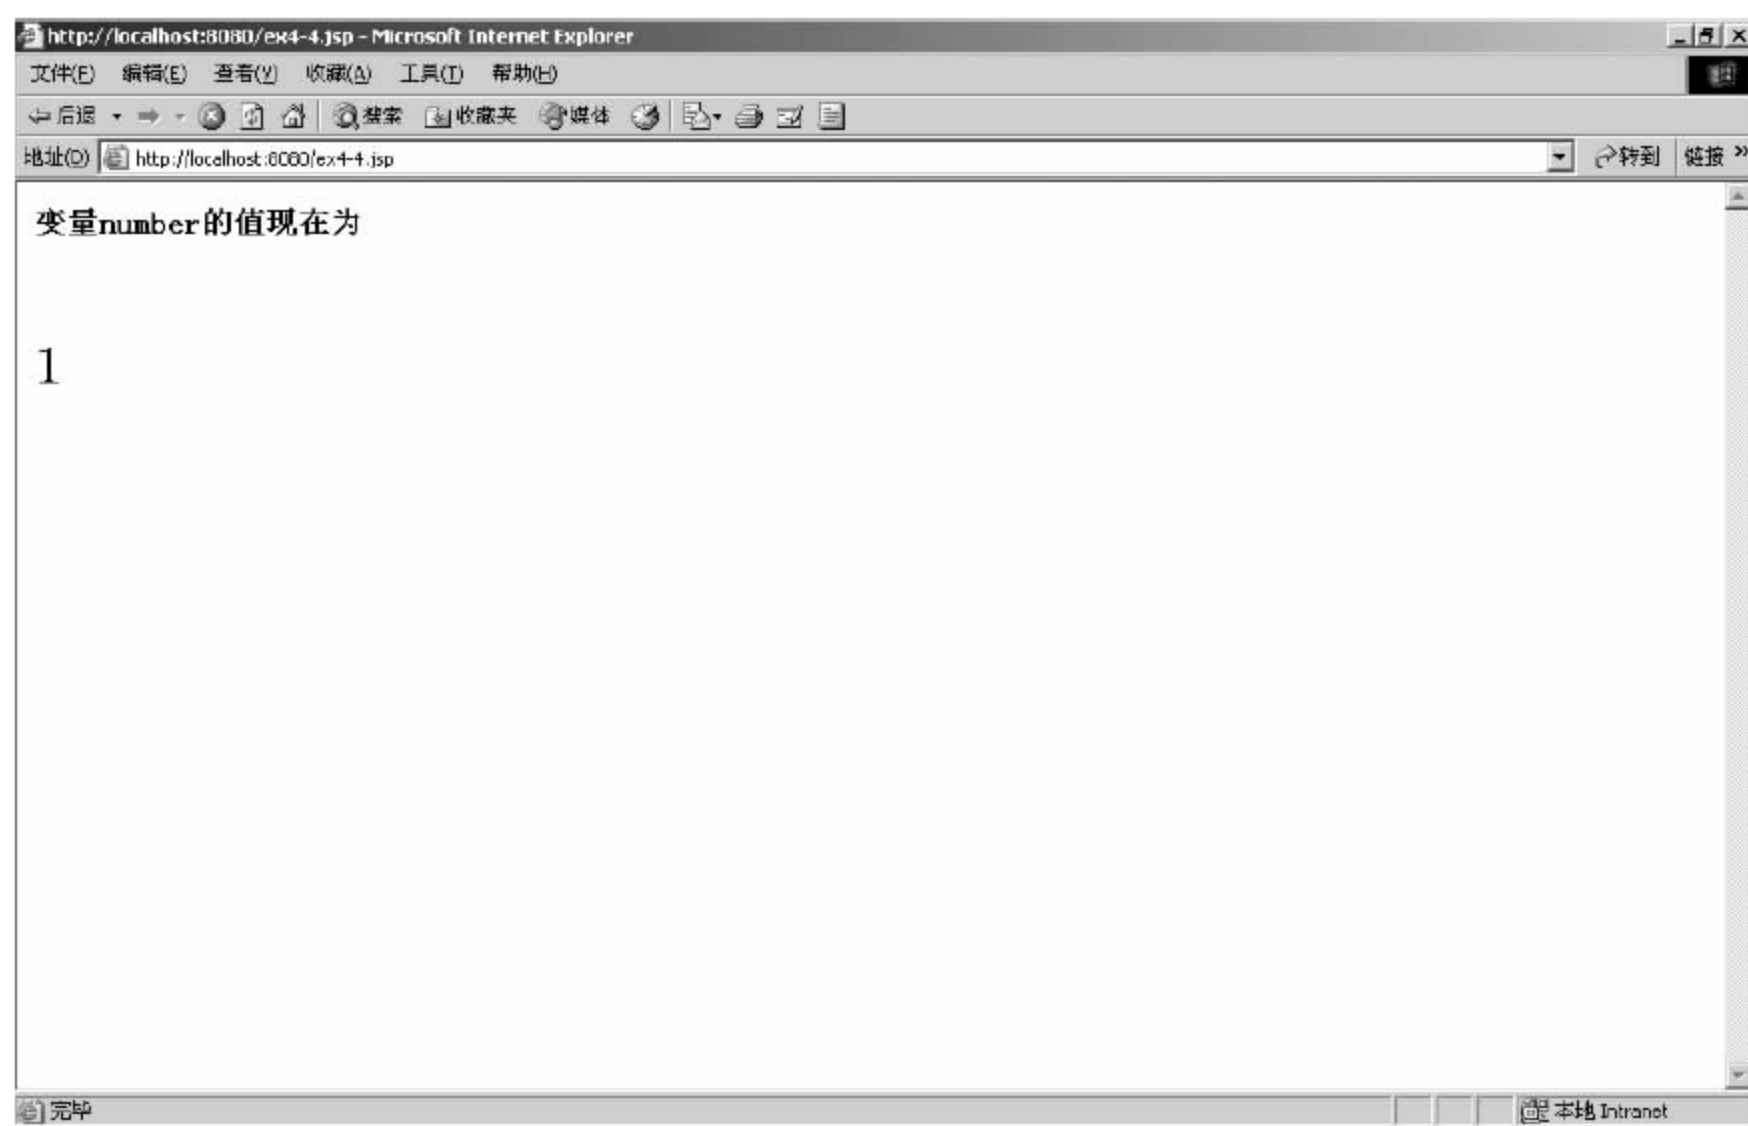 http://localhost:8080/ex4-4.jsp - Microsoft Internet Explorer
文件(F) 编辑(E) 查看(V) 收藏(A) 工具(T) 帮助(H)
后退 搜索 收藏夹 媒体
地址(D) http://localhost:8080/ex4-4.jsp 转到 链接 »
变量number的值现在为
1
完毕 本地 Intranet